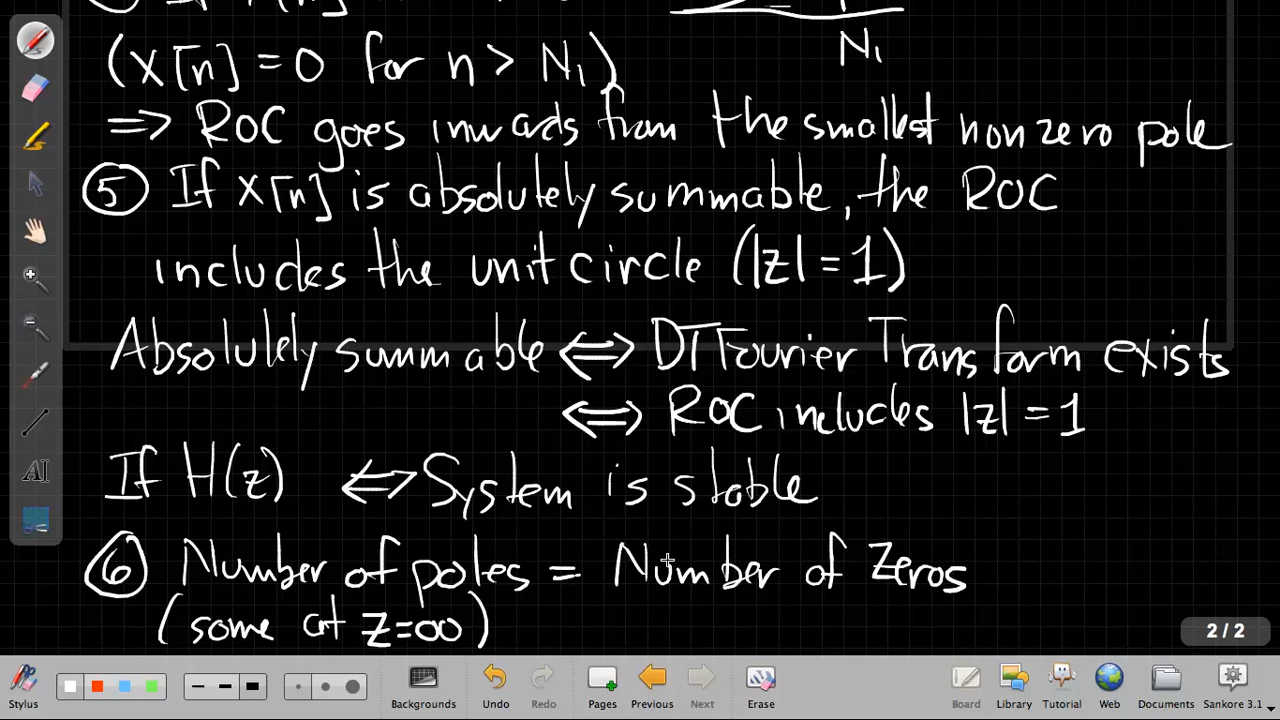 (x[n] = 0 for n > N₁)
N₁
=> ROC goes inwards from the smallest nonzero pole
⑤ If x[n] is absolutely summable, the ROC
includes the unit circle (|z| = 1)
Absolutely summable <=> DT Fourier Transform exists
<=> ROC includes |z| = 1
If H(z) <=> System is stable
⑥ Number of poles = Number of zeros
(some at z=∞)
2 / 2
AI
Stylus
Backgrounds
Undo
Redo
Pages
Previous
Next
Erase
Board
Library
Tutorial
Web
Documents
Sankore 3.1